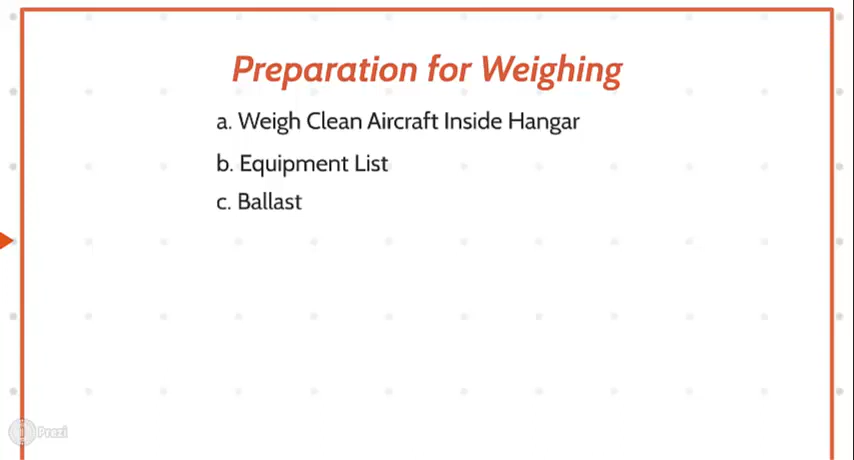 Preparation for Weighing
a. Weigh Clean Aircraft Inside Hangar
b. Equipment List
c. Ballast
Prezi